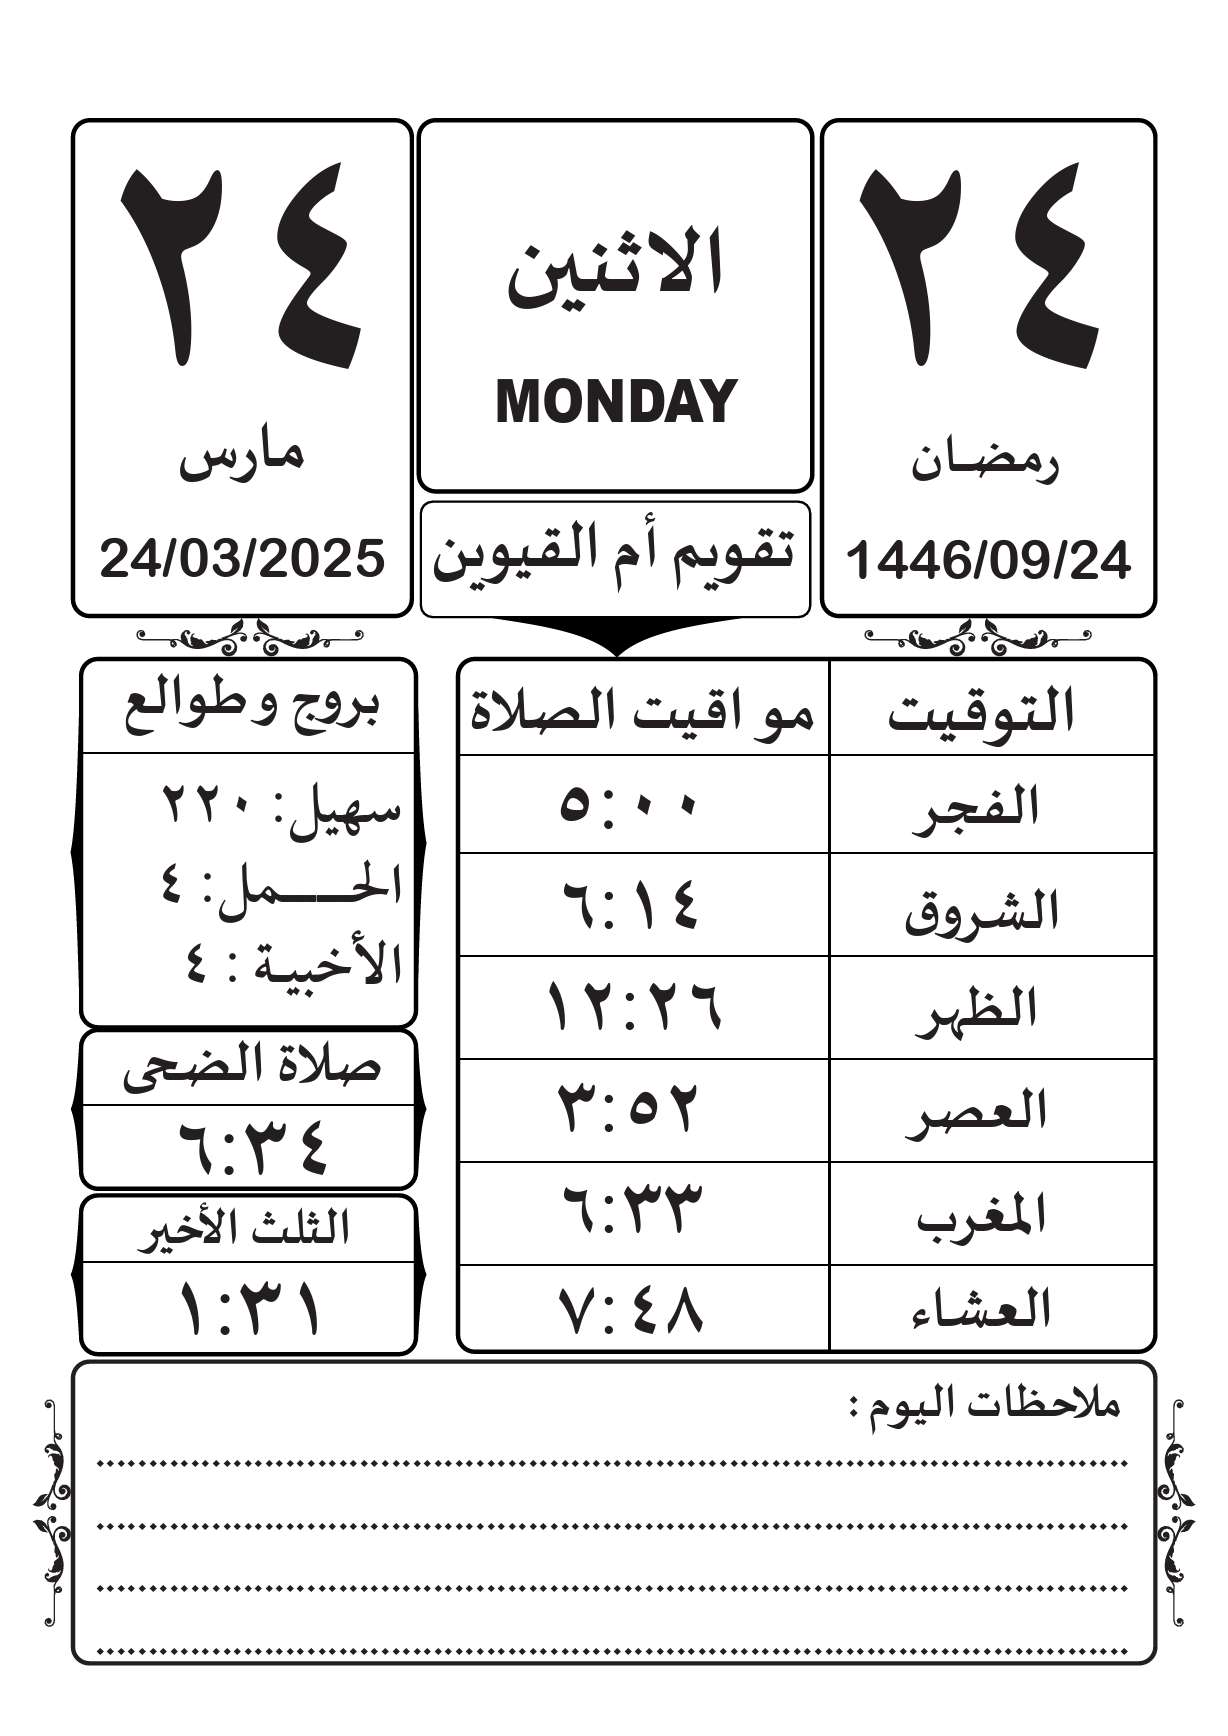 ٢٤
رمضان
1446/09/24
الاثنين
MONDAY
تقويم أم القيوين
٢٤
مارس
24/03/2025
التوقيت مو اقيت الصلاة
الفجر ٥:٠٠
الشروق ٦:١٤
الظهر ١٢:٢٦
العصر ٣:٥٢
المغرب ٦:٣٣
العشاء ٧:٤٨
بروج وطوالع
سهيل: ٢٢٠
الحـــمل: ٤
الأخبية : ٤
صلاة الضحى
٦:٣٤
الثلث الأخير
١:٣١
ملاحظات اليوم :